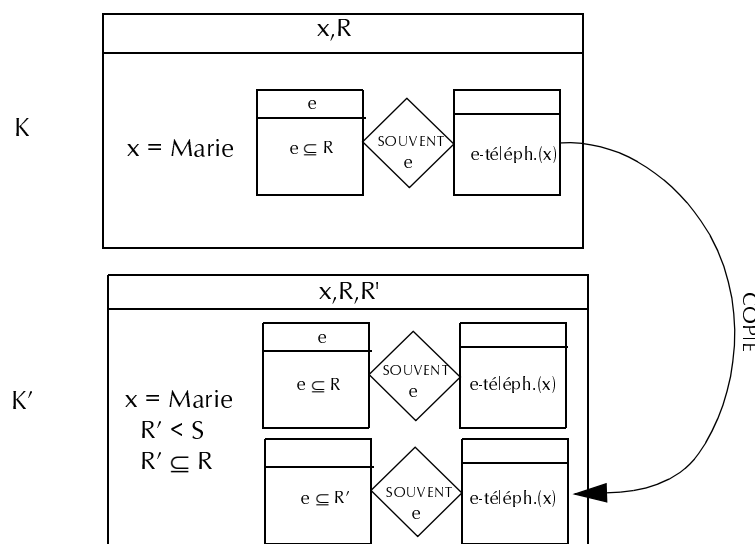 x,R
K
e
x = Marie
e ⊆ R
SOUVENT
e
e-téléph.(x)
COPIE
x,R,R'
K'
e
x = Marie
R' < S
R' ⊆ R
e ⊆ R
SOUVENT
e
e-téléph.(x)
e ⊆ R'
SOUVENT
e
e-téléph.(x)